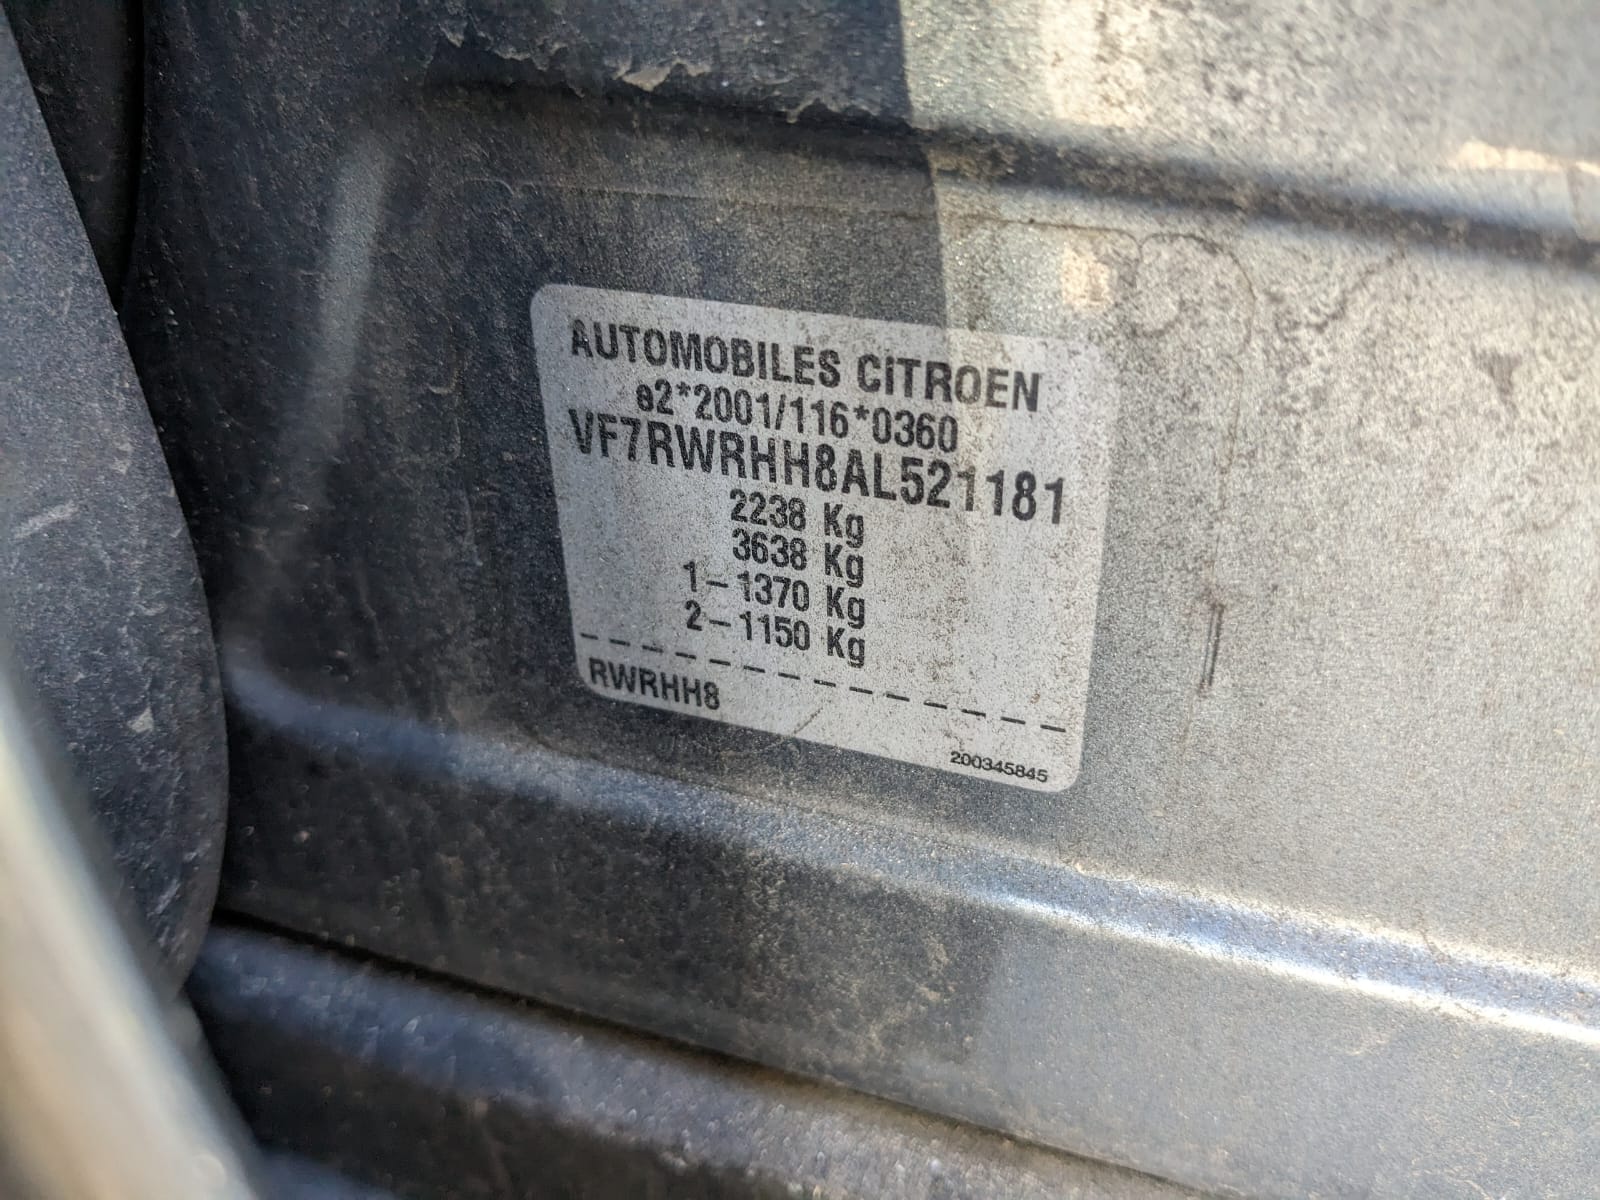 AUTOMOBILES CITROEN
e2*2001/116*0360
VF7RWRHH8AL521181
2238 Kg
3638 Kg
1-1370 Kg
2-1150 Kg
RWRHH8
200345845